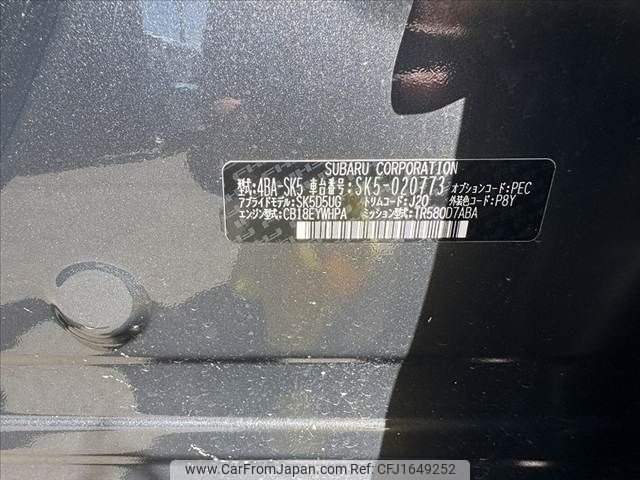 SUBARU CORPORATION
型式:4BA-SK5 車台番号:SK5-020773 オプションコード:PEC
アプライドモデル:SK5D5UG トリムコード:J20 外装色コード:P8Y
エンジン型式:CB18EYWHPA ミッション型式:TR580D7ABA
www.CarFromJapan.com - Reference No. CFJ1649252